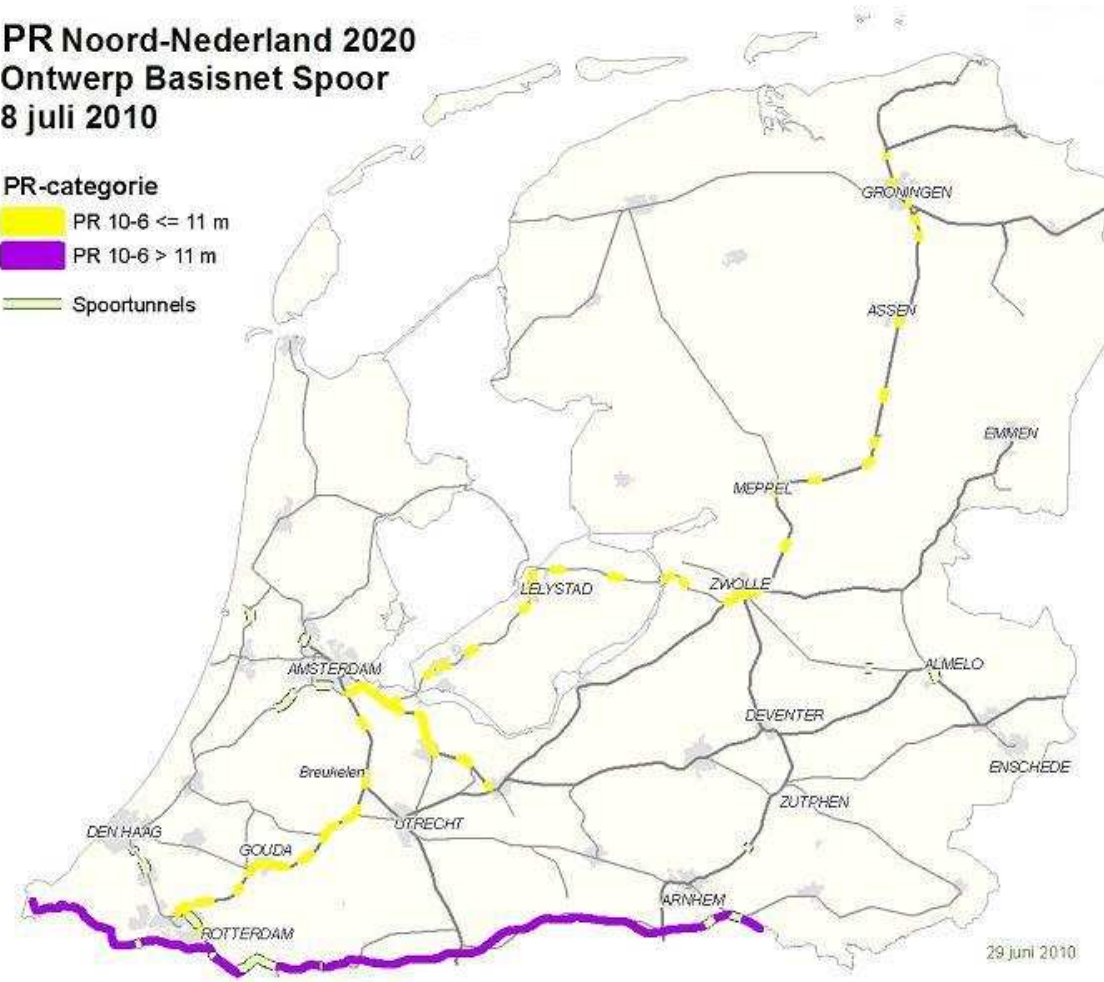 PR Noord-Nederland 2020
Ontwerp Basisnet Spoor
8 juli 2010
PR-categorie
PR 10-6 <= 11 m
PR 10-6 > 11 m
Spoortunnels
GRONINGEN
ASSEN
EMMEN
MEPPEL
ZWOLLE
LELYSTAD
AMSTERDAM
ALMELO
DEVENTER
Breukelen
ENSCHEDE
ZUTPHEN
UTRECHT
DEN HAAG
GOUDA
ARNHEM
ROTTERDAM
29 juni 2010